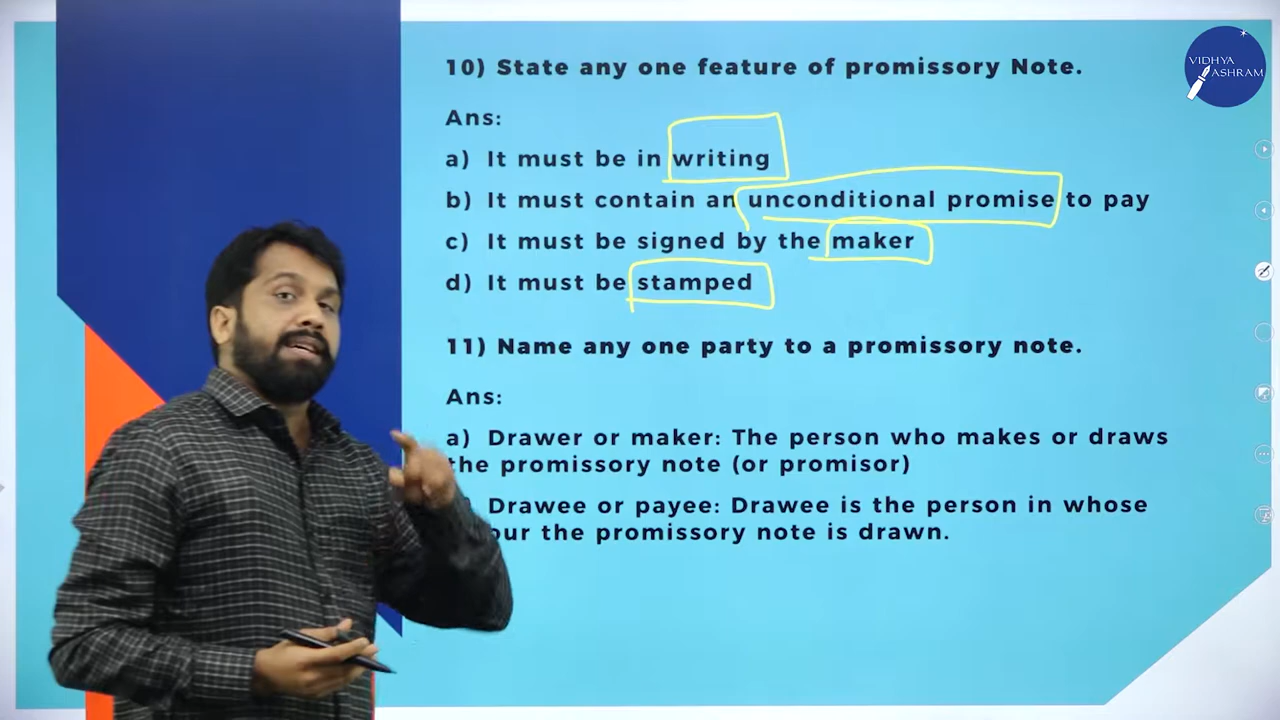 VIDHYA
ASHRAM
10) State any one feature of promissory Note.
Ans:
a) It must be in writing
b) It must contain an unconditional promise to pay
c) It must be signed by the maker
d) It must be stamped
11) Name any one party to a promissory note.
Ans:
a) Drawer or maker: The person who makes or draws
the promissory note (or promisor)
Drawee or payee: Drawee is the person in whose
the promissory note is drawn.